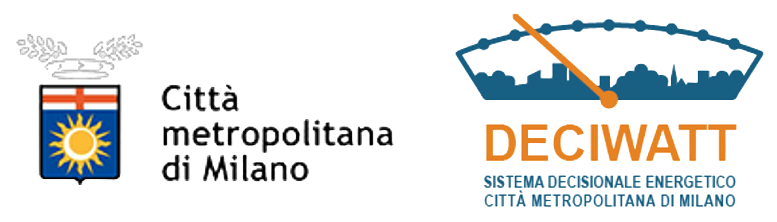 Città
metropolitana
di Milano
DECIWATT
SISTEMA DECISIONALE ENERGETICO
CITTÀ METROPOLITANA DI MILANO